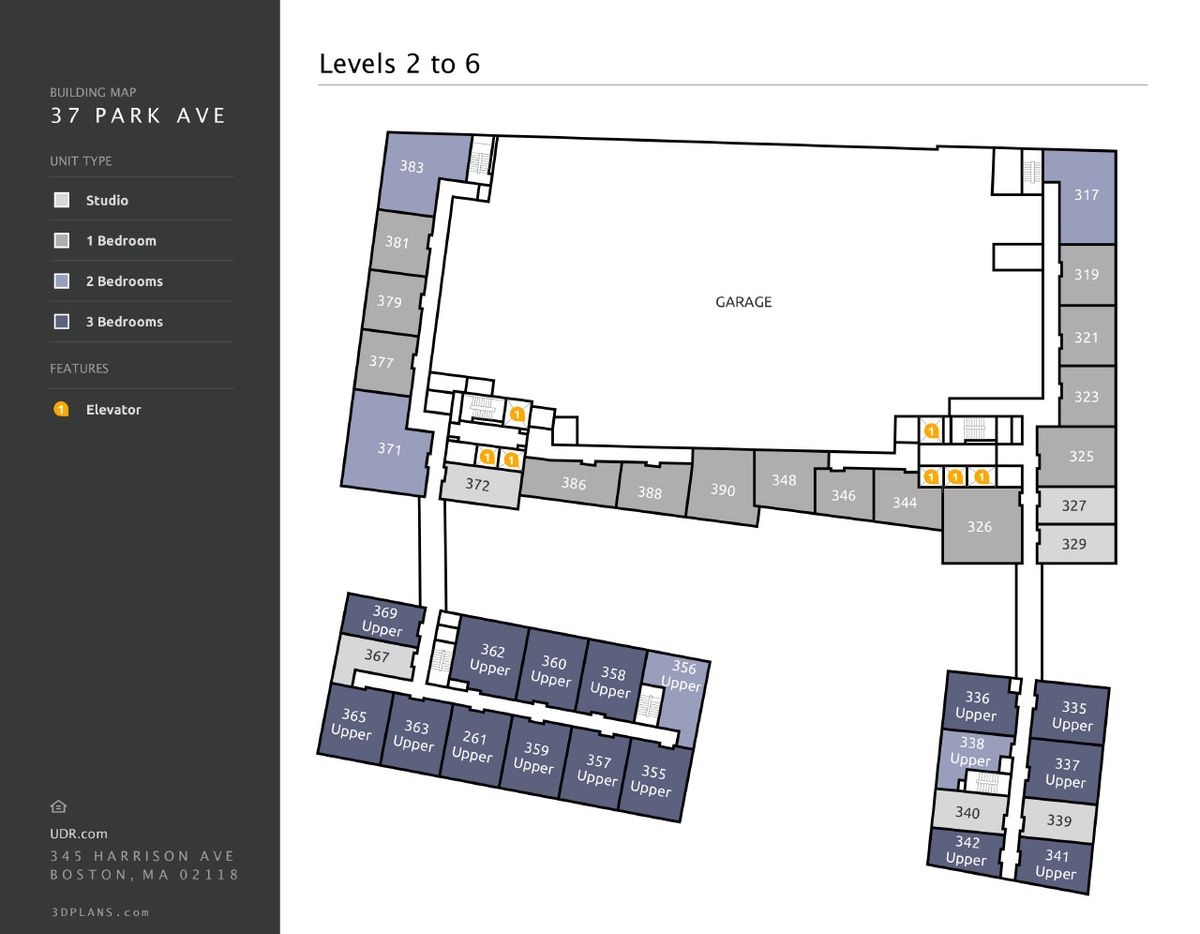 BUILDING MAP
37 PARK AVE
UNIT TYPE
Studio
1 Bedroom
2 Bedrooms
3 Bedrooms
FEATURES
1 Elevator
UDR.com
345 HARRISON AVE
BOSTON, MA 02118
3DPLANS.com
Levels 2 to 6
383
381
379
377
371
372
GARAGE
317
319
321
323
325
327
329
1
1
1
1
1
1
1
386
388
390
348
346
344
326
369
Upper
367
362
Upper
360
Upper
358
Upper
356
Upper
365
Upper
363
Upper
261
Upper
359
Upper
357
Upper
355
Upper
336
Upper
335
Upper
338
Upper
337
Upper
340
339
342
Upper
341
Upper